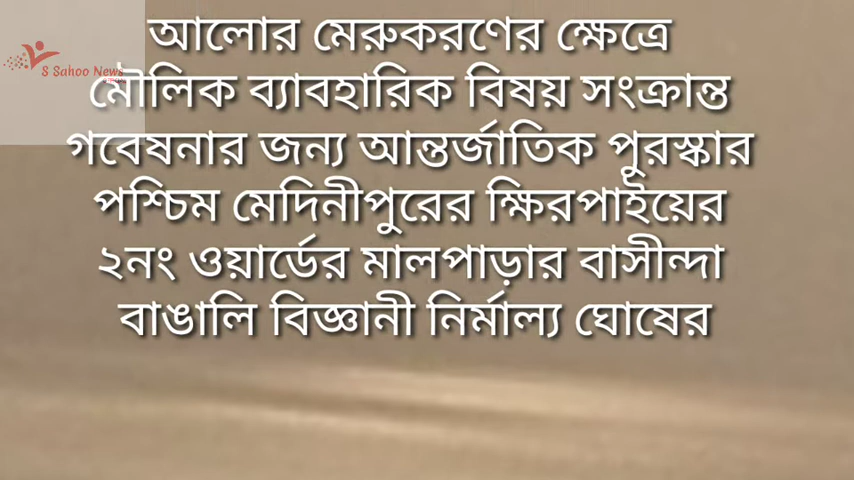 S Sahoo News
আলোর মেরুকরণের ক্ষেত্রে
মৌলিক ব্যাবহারিক বিষয় সংক্রান্ত
গবেষনার জন্য আন্তর্জাতিক পুরস্কার
পশ্চিম মেদিনীপুরের ক্ষিরপাইয়ের
২নং ওয়ার্ডের মালপাড়ার বাসীন্দা
বাঙালি বিজ্ঞানী নির্মাল্য ঘোষের